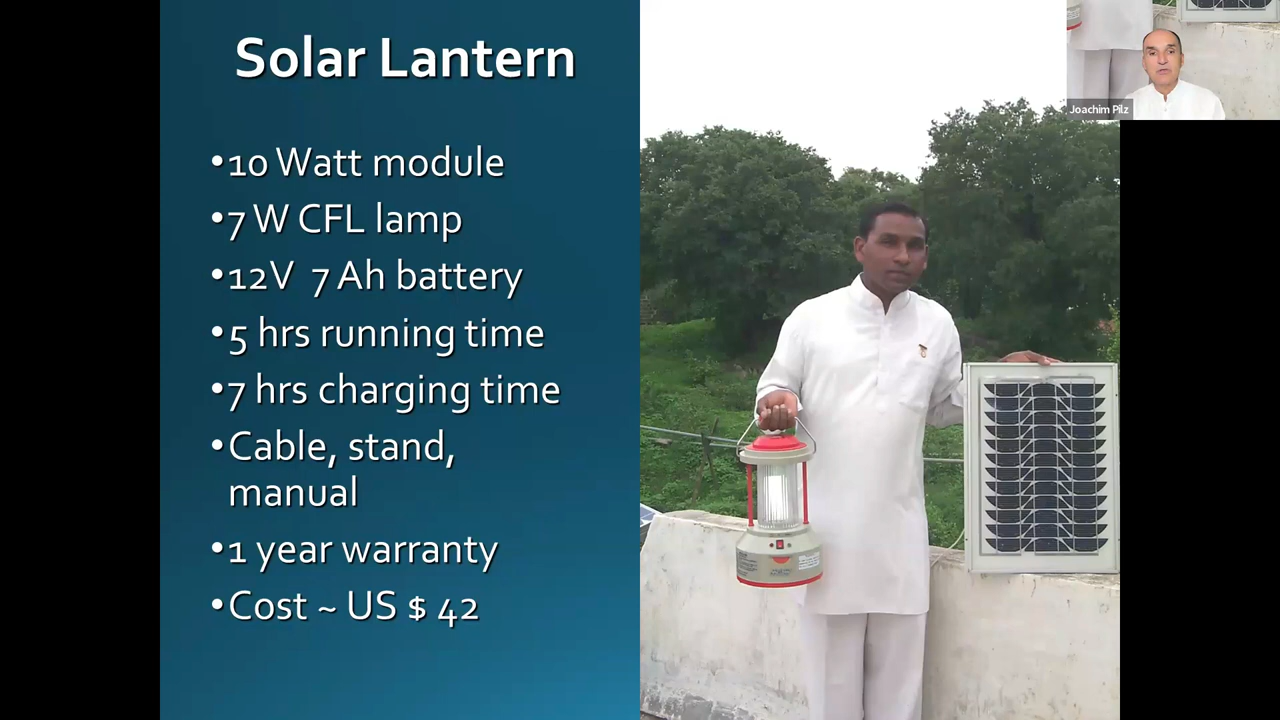 Solar Lantern
•10 Watt module
•7 W CFL lamp
•12V 7 Ah battery
•5 hrs running time
•7 hrs charging time
•Cable, stand,
manual
•1 year warranty
•Cost ~ US $ 42
Joachim Pilz